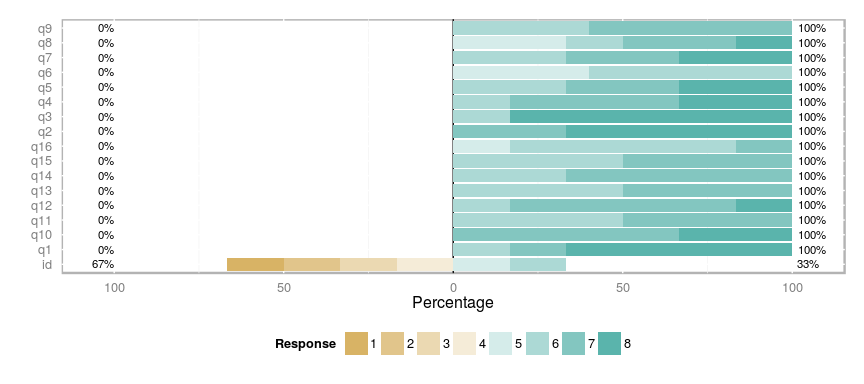 q9 0% 100%
q8 0% 100%
q7 0% 100%
q6 0% 100%
q5 0% 100%
q4 0% 100%
q3 0% 100%
q2 0% 100%
q16 0% 100%
q15 0% 100%
q14 0% 100%
q13 0% 100%
q12 0% 100%
q11 0% 100%
q10 0% 100%
q1 0% 100%
id 67% 33%
100 50 0 50 100
Percentage
Response 1 2 3 4 5 6 7 8